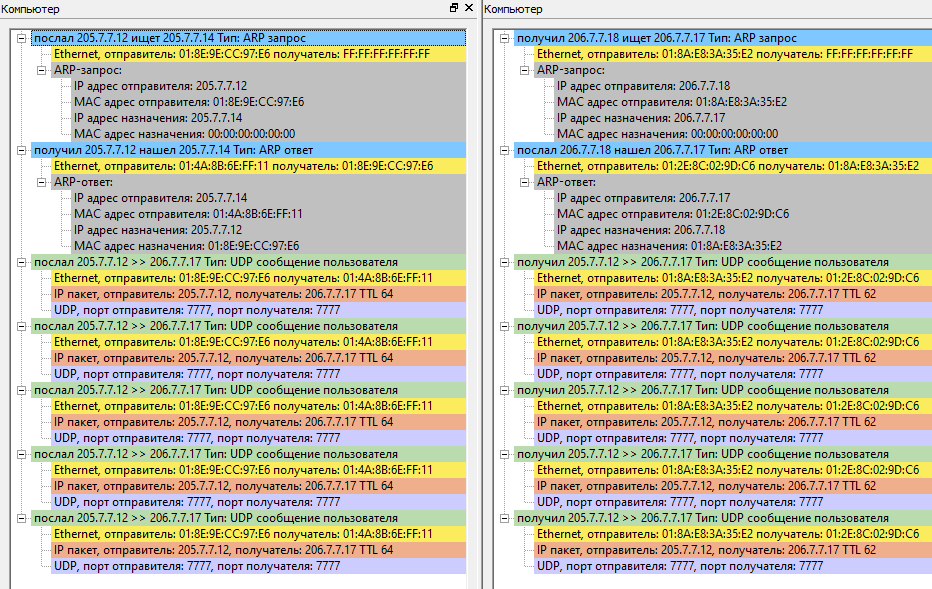 Компьютер
послал 205.7.7.12 ищет 205.7.7.14 Тип: ARP запрос
Ethernet, отправитель: 01:8E:9E:CC:97:E6 получатель: FF:FF:FF:FF:FF:FF
ARP-запрос:
IP адрес отправителя: 205.7.7.12
MAC адрес отправителя: 01:8E:9E:CC:97:E6
IP адрес назначения: 205.7.7.14
MAC адрес назначения: 00:00:00:00:00:00
получил 205.7.7.12 нашел 205.7.7.14 Тип: ARP ответ
Ethernet, отправитель: 01:4A:8B:6E:FF:11 получатель: 01:8E:9E:CC:97:E6
ARP-ответ:
IP адрес отправителя: 205.7.7.14
MAC адрес отправителя: 01:4A:8B:6E:FF:11
IP адрес назначения: 205.7.7.12
MAC адрес назначения: 01:8E:9E:CC:97:E6
послал 205.7.7.12 >> 206.7.7.17 Тип: UDP сообщение пользователя
Ethernet, отправитель: 01:8E:9E:CC:97:E6 получатель: 01:4A:8B:6E:FF:11
IP пакет, отправитель: 205.7.7.12, получатель: 206.7.7.17 TTL 64
UDP, порт отправителя: 7777, порт получателя: 7777
послал 205.7.7.12 >> 206.7.7.17 Тип: UDP сообщение пользователя
Ethernet, отправитель: 01:8E:9E:CC:97:E6 получатель: 01:4A:8B:6E:FF:11
IP пакет, отправитель: 205.7.7.12, получатель: 206.7.7.17 TTL 64
UDP, порт отправителя: 7777, порт получателя: 7777
послал 205.7.7.12 >> 206.7.7.17 Тип: UDP сообщение пользователя
Ethernet, отправитель: 01:8E:9E:CC:97:E6 получатель: 01:4A:8B:6E:FF:11
IP пакет, отправитель: 205.7.7.12, получатель: 206.7.7.17 TTL 64
UDP, порт отправителя: 7777, порт получателя: 7777
послал 205.7.7.12 >> 206.7.7.17 Тип: UDP сообщение пользователя
Ethernet, отправитель: 01:8E:9E:CC:97:E6 получатель: 01:4A:8B:6E:FF:11
IP пакет, отправитель: 205.7.7.12, получатель: 206.7.7.17 TTL 64
UDP, порт отправителя: 7777, порт получателя: 7777
послал 205.7.7.12 >> 206.7.7.17 Тип: UDP сообщение пользователя
Ethernet, отправитель: 01:8E:9E:CC:97:E6 получатель: 01:4A:8B:6E:FF:11
IP пакет, отправитель: 205.7.7.12, получатель: 206.7.7.17 TTL 64
UDP, порт отправителя: 7777, порт получателя: 7777
Компьютер
получил 206.7.7.18 ищет 206.7.7.17 Тип: ARP запрос
Ethernet, отправитель: 01:8A:E8:3A:35:E2 получатель: FF:FF:FF:FF:FF:FF
ARP-запрос:
IP адрес отправителя: 206.7.7.18
MAC адрес отправителя: 01:8A:E8:3A:35:E2
IP адрес назначения: 206.7.7.17
MAC адрес назначения: 00:00:00:00:00:00
послал 206.7.7.18 нашел 206.7.7.17 Тип: ARP ответ
Ethernet, отправитель: 01:2E:8C:02:9D:C6 получатель: 01:8A:E8:3A:35:E2
ARP-ответ:
IP адрес отправителя: 206.7.7.17
MAC адрес отправителя: 01:2E:8C:02:9D:C6
IP адрес назначения: 206.7.7.18
MAC адрес назначения: 01:8A:E8:3A:35:E2
получил 205.7.7.12 >> 206.7.7.17 Тип: UDP сообщение пользователя
Ethernet, отправитель: 01:8A:E8:3A:35:E2 получатель: 01:2E:8C:02:9D:C6
IP пакет, отправитель: 205.7.7.12, получатель: 206.7.7.17 TTL 62
UDP, порт отправителя: 7777, порт получателя: 7777
получил 205.7.7.12 >> 206.7.7.17 Тип: UDP сообщение пользователя
Ethernet, отправитель: 01:8A:E8:3A:35:E2 получатель: 01:2E:8C:02:9D:C6
IP пакет, отправитель: 205.7.7.12, получатель: 206.7.7.17 TTL 62
UDP, порт отправителя: 7777, порт получателя: 7777
получил 205.7.7.12 >> 206.7.7.17 Тип: UDP сообщение пользователя
Ethernet, отправитель: 01:8A:E8:3A:35:E2 получатель: 01:2E:8C:02:9D:C6
IP пакет, отправитель: 205.7.7.12, получатель: 206.7.7.17 TTL 62
UDP, порт отправителя: 7777, порт получателя: 7777
получил 205.7.7.12 >> 206.7.7.17 Тип: UDP сообщение пользователя
Ethernet, отправитель: 01:8A:E8:3A:35:E2 получатель: 01:2E:8C:02:9D:C6
IP пакет, отправитель: 205.7.7.12, получатель: 206.7.7.17 TTL 62
UDP, порт отправителя: 7777, порт получателя: 7777
получил 205.7.7.12 >> 206.7.7.17 Тип: UDP сообщение пользователя
Ethernet, отправитель: 01:8A:E8:3A:35:E2 получатель: 01:2E:8C:02:9D:C6
IP пакет, отправитель: 205.7.7.12, получатель: 206.7.7.17 TTL 62
UDP, порт отправителя: 7777, порт получателя: 7777